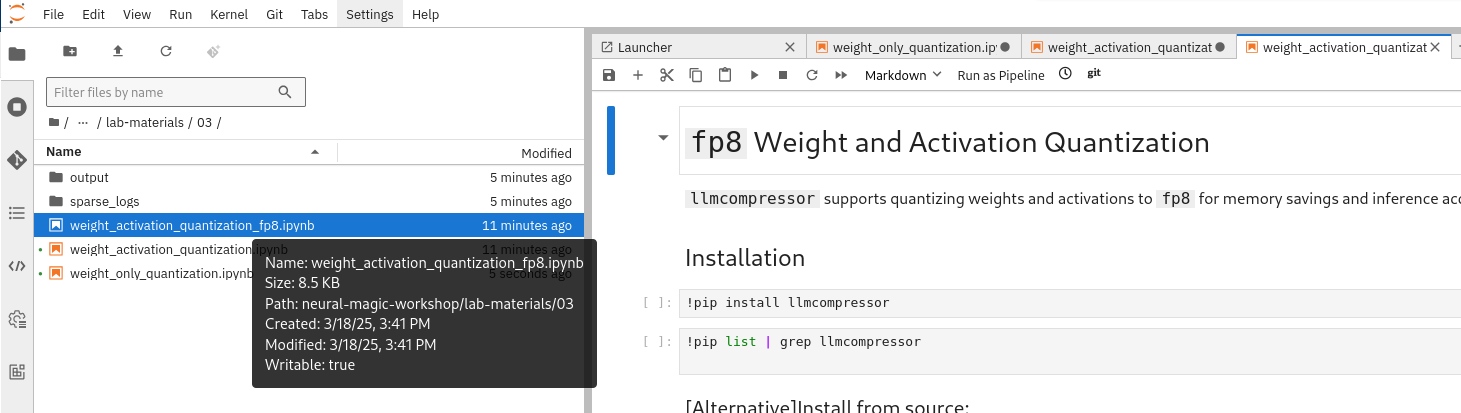 File Edit View Run Kernel Git Tabs Settings Help
Launcher
weight_only_quantization.ip
weight_activation_quantizat
weight_activation_quantizat
Markdown
Run as Pipeline
git
Filter files by name
/ ··· / lab-materials / 03 /
Name Modified
output 5 minutes ago
sparse_logs 5 minutes ago
weight_activation_quantization_fp8.ipynb 11 minutes ago
weight_activation_quantization.ipynb 11 minutes ago
weight_only_quantization.ipynb 5 seconds ago
Name: weight_activation_quantization_fp8.ipynb
Size: 8.5 KB
Path: neural-magic-workshop/lab-materials/03
Created: 3/18/25, 3:41 PM
Modified: 3/18/25, 3:41 PM
Writable: true
fp8 Weight and Activation Quantization
llmcompressor supports quantizing weights and activations to fp8 for memory savings and inference acc
Installation
[ ]: !pip install llmcompressor
[ ]: !pip list | grep llmcompressor
[Alternative]Install from source: